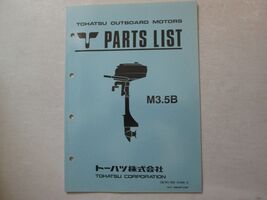 TOHATSU OUTBOARD MOTORS
PARTS LIST
M3.5B
トーハツ株式会社
TOHATSU CORPORATION